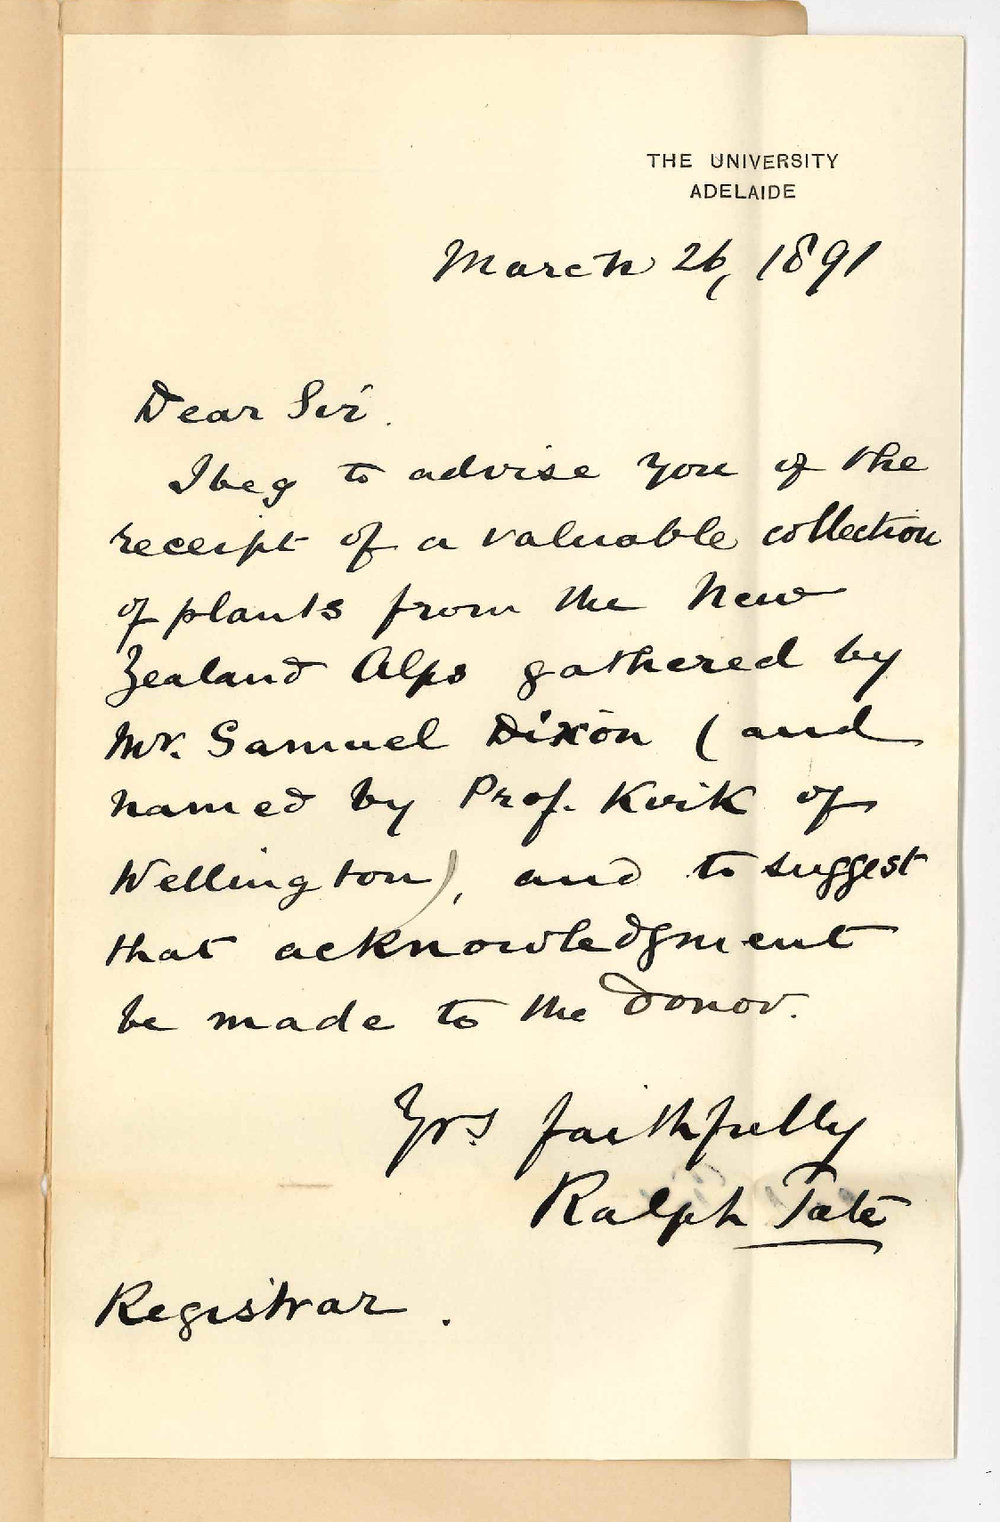 THE UNIVERSITY
ADELAIDE
March 26, 1891
Dear Sir.
I beg to advise you of the
receipt of a valuable collection
of plants from the New
Zealand Alps gathered by
Mr. Samuel Dixon (and
named by Prof. Kirk of
Wellington), and to suggest
that acknowledgment
be made to the donor.
Yrs faithfully
Ralph Tate
Registrar.